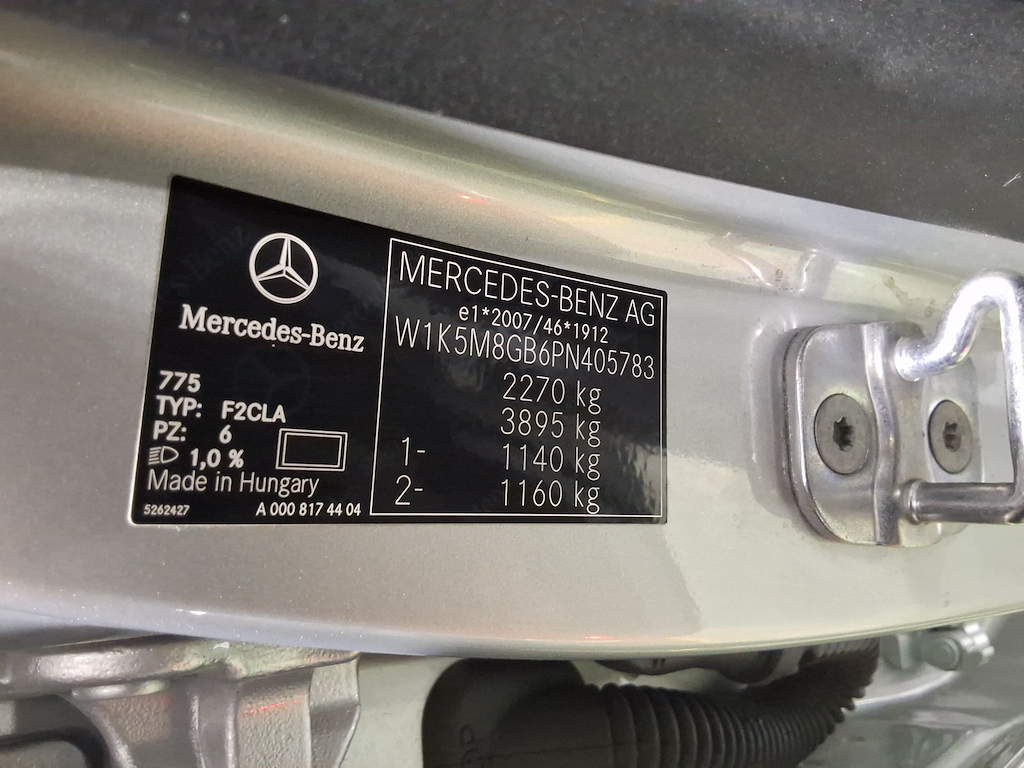 Mercedes-Benz
775
TYP: F2CLA
PZ: 6
1,0 %
Made in Hungary
5262427 A 000 817 44 04
MERCEDES-BENZ AG
e1*2007/46*1912
W1K5M8GB6PN405783
2270 kg
3895 kg
1- 1140 kg
2- 1160 kg